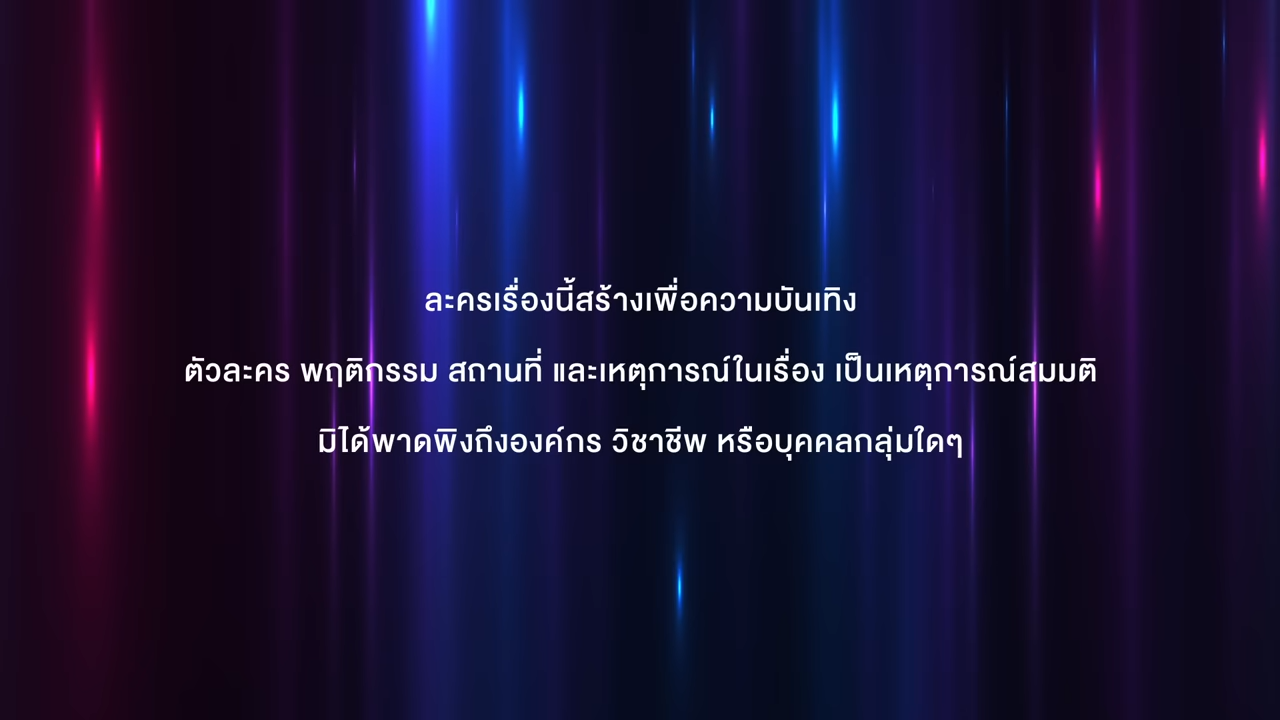 ละครเรื่องนี้สร้างเพื่อความบันเทิง
ตัวละคร พฤติกรรม สถานที่ และเหตุการณ์ในเรื่อง เป็นเหตุการณ์สมมติ
มิได้พาดพิงถึงองค์กร วิชาชีพ หรือบุคคลกลุ่มใดๆ